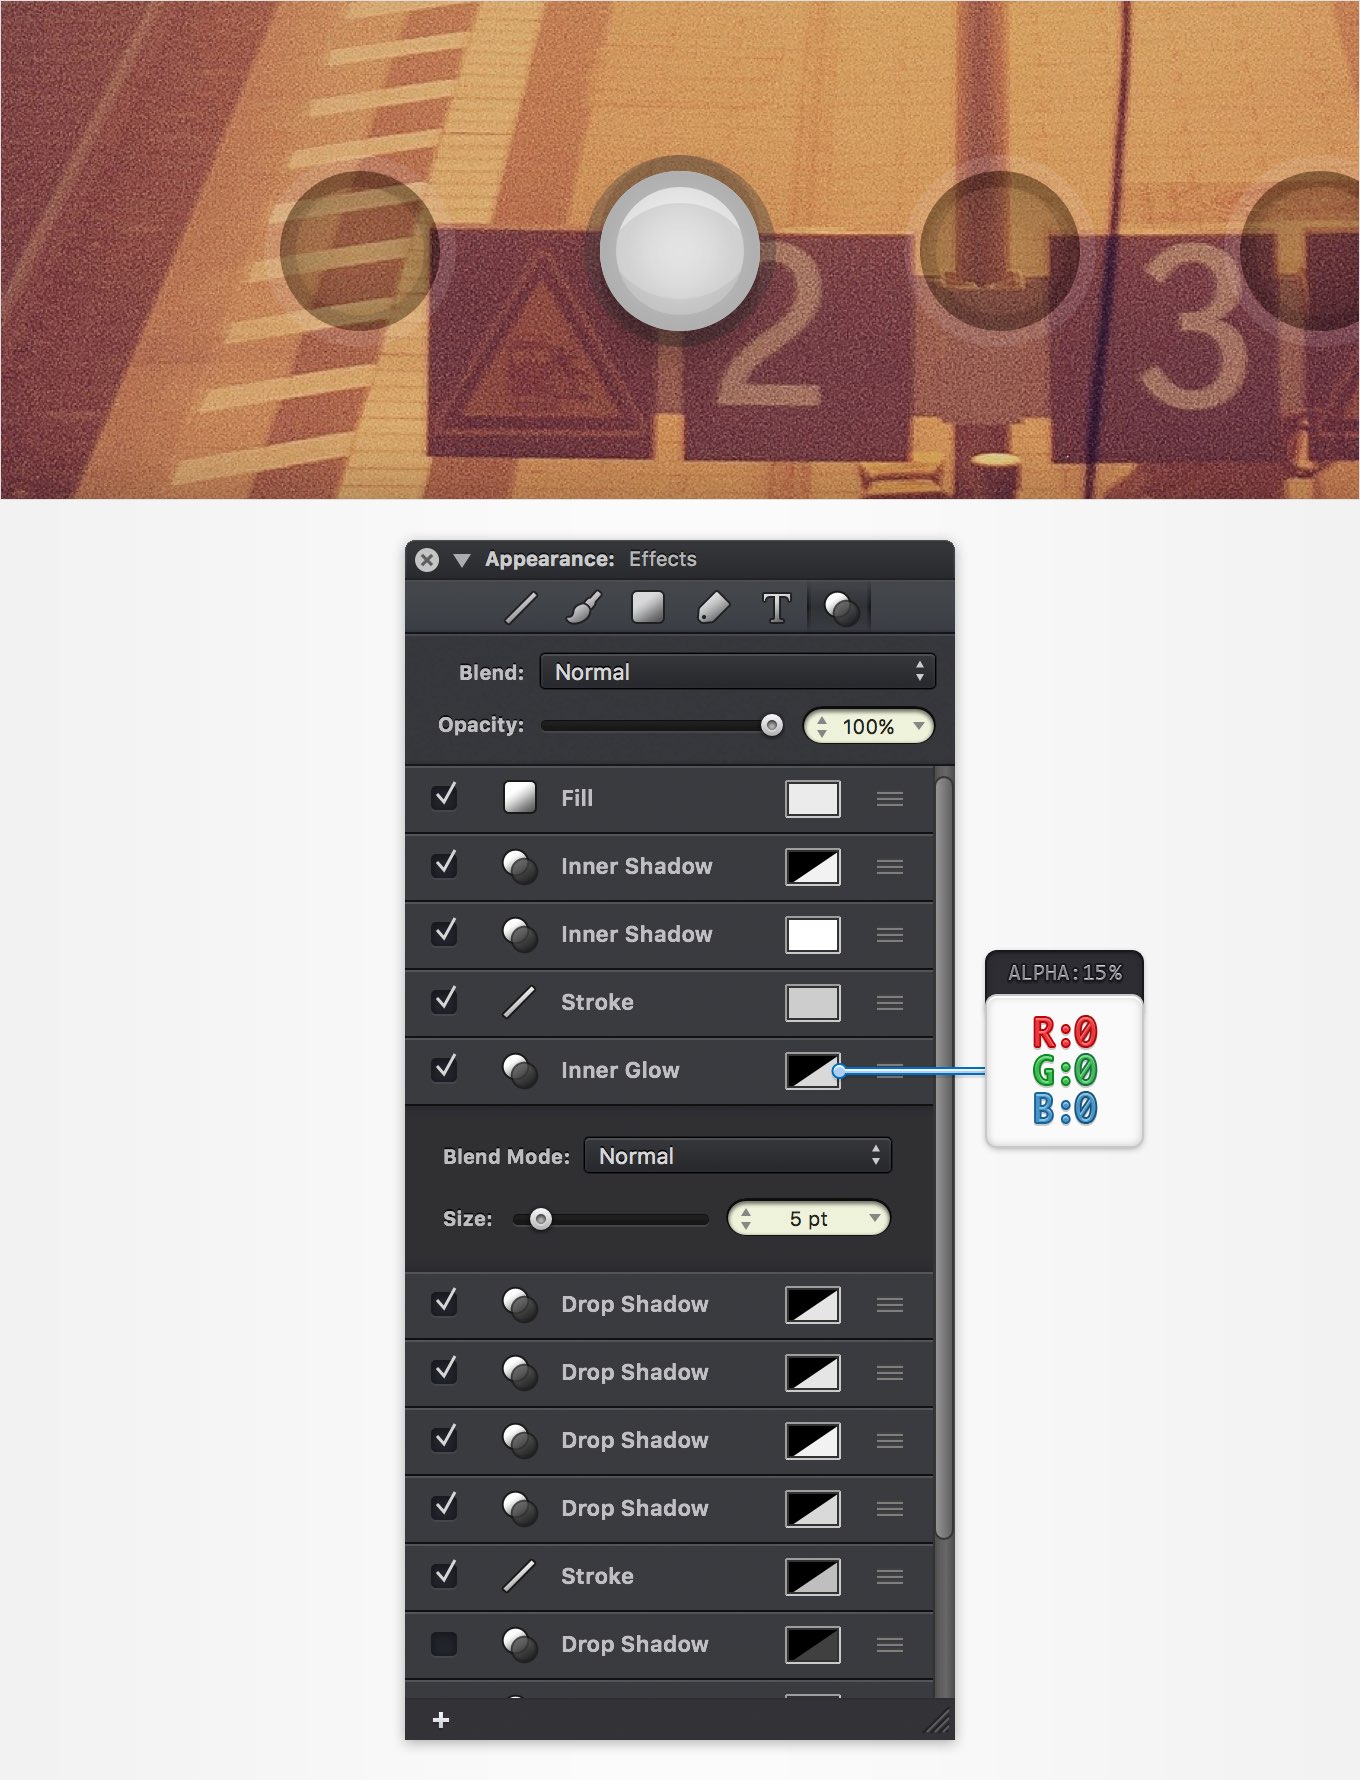 2
3
Appearance: Effects
T
Blend: Normal
Opacity: 100%
Fill
Inner Shadow
Inner Shadow
ALPHA:15%
Stroke
R:0
Inner Glow
G:0
B:0
Blend Mode: Normal
Size: 5 pt
Drop Shadow
Drop Shadow
Drop Shadow
Drop Shadow
Stroke
Drop Shadow